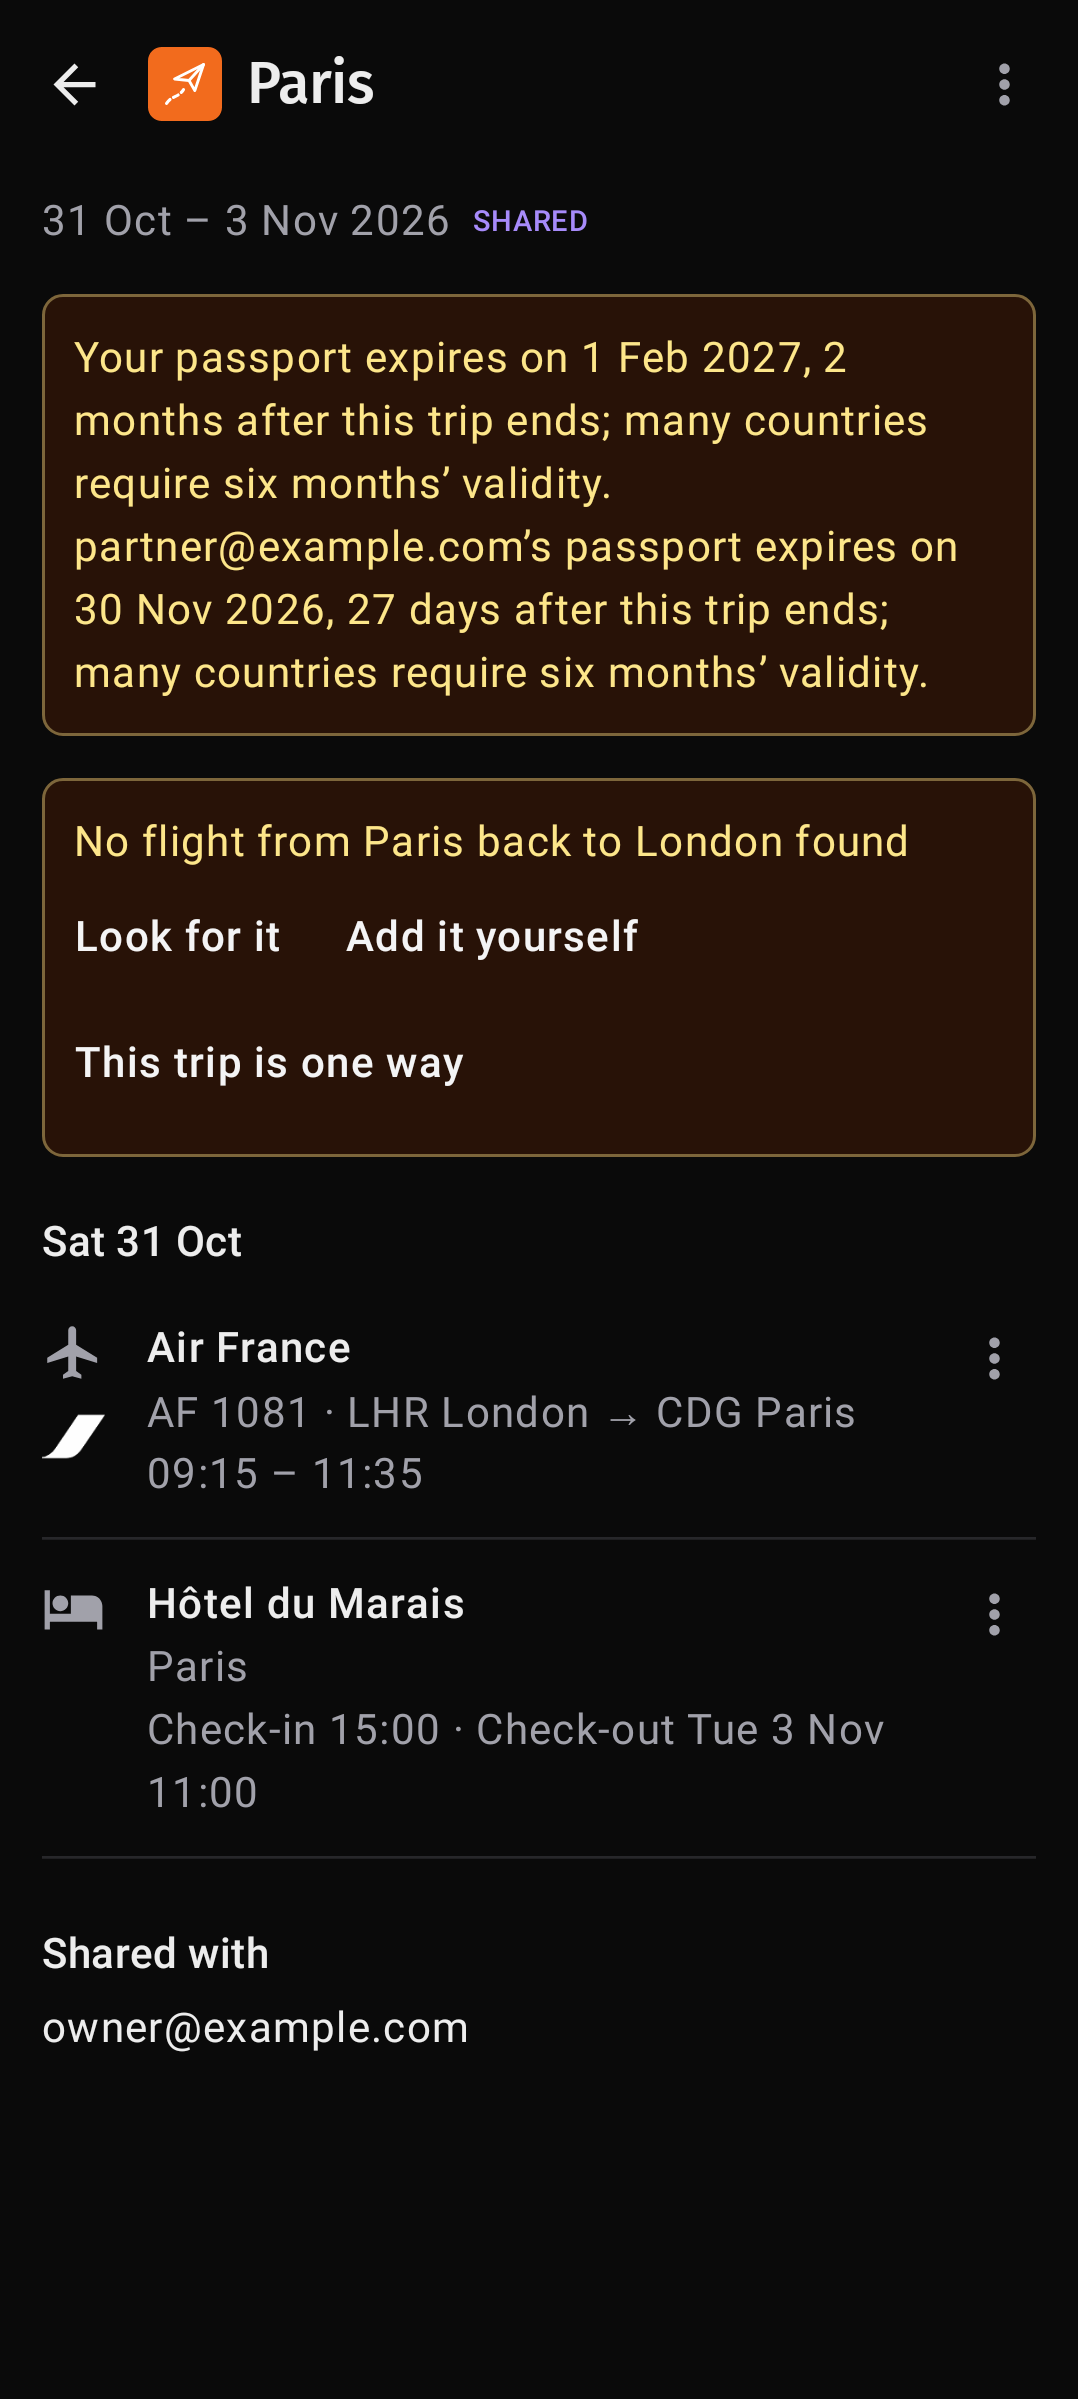 Paris
31 Oct – 3 Nov 2026 SHARED
Your passport expires on 1 Feb 2027, 2
months after this trip ends; many countries
require six months’ validity.
partner@example.com’s passport expires on
30 Nov 2026, 27 days after this trip ends;
many countries require six months’ validity.
No flight from Paris back to London found
Look for it Add it yourself
This trip is one way
Sat 31 Oct
Air France
AF 1081 · LHR London → CDG Paris
09:15 – 11:35
Hôtel du Marais
Paris
Check-in 15:00 · Check-out Tue 3 Nov
11:00
Shared with
owner@example.com